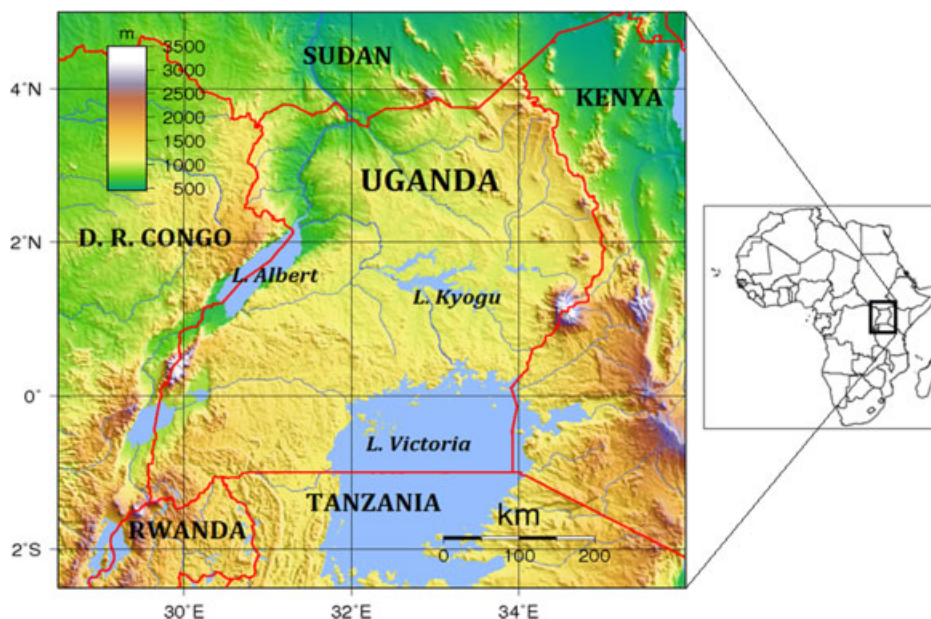 m
3500
3000
2500
2000
1500
1000
500
SUDAN
KENYA
UGANDA
D. R. CONGO
L. Albert
L. Kyogu
L. Victoria
TANZANIA
RWANDA
km
0 100 200
4°N
2°N
0°
2°S
30°E 32°E 34°E